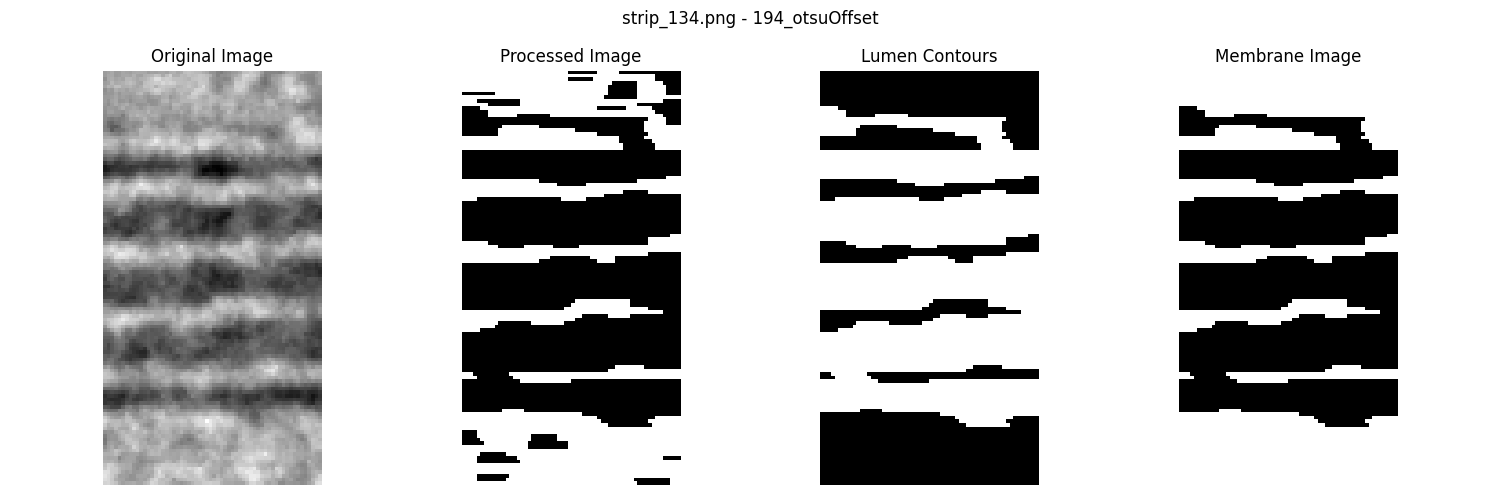 strip_134.png - 194_otsuOffset
Original Image
Processed Image
Lumen Contours
Membrane Image